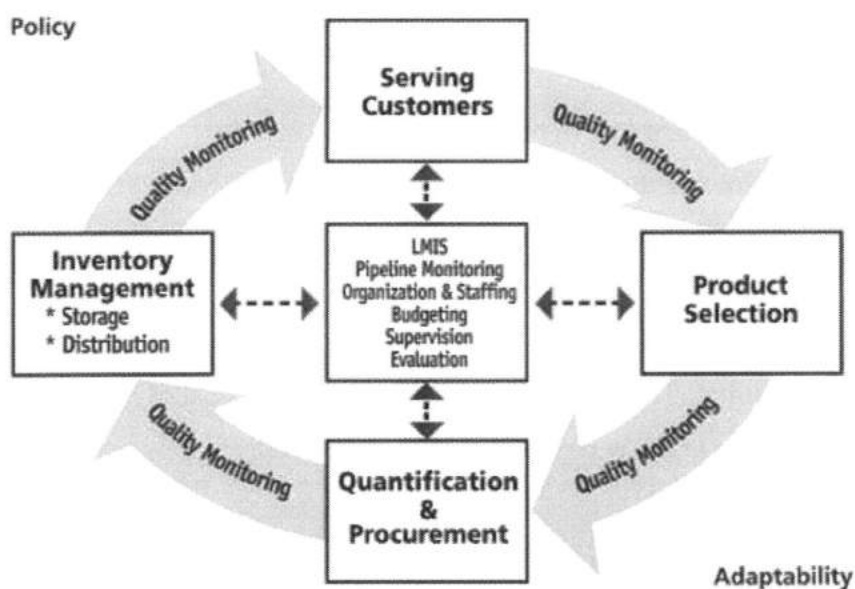 Policy
Serving
Customers
Quality Monitoring
Quality Monitoring
Inventory
Management
* Storage
* Distribution
LMIS
Pipeline Monitoring
Organization & Staffing
Budgeting
Supervision
Evaluation
Product
Selection
Quality Monitoring
Quality Monitoring
Quantification
&
Procurement
Adaptability